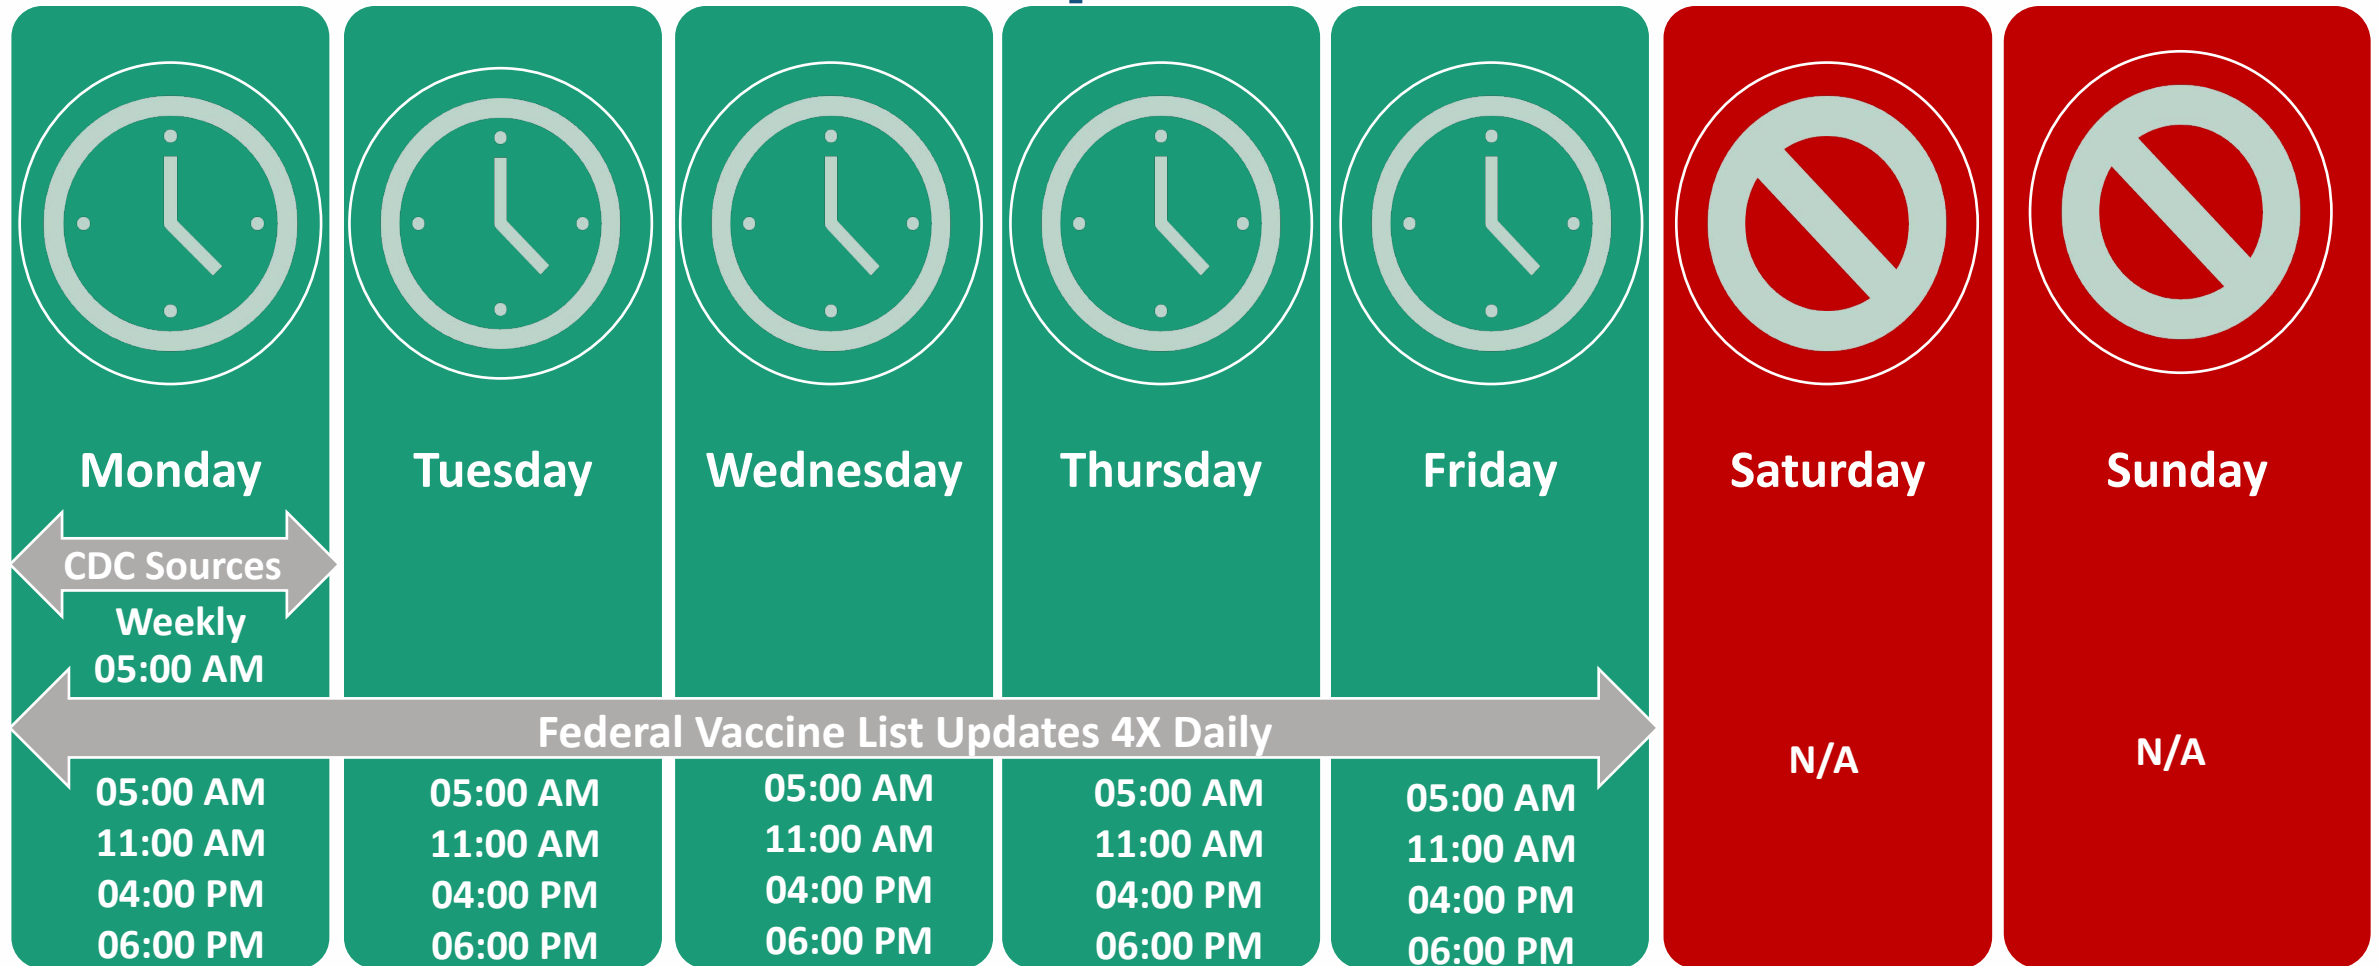 Monday
Tuesday
Wednesday
Thursday
Friday
Saturday
Sunday
CDC Sources
Weekly
05:00 AM
Federal Vaccine List Updates 4X Daily
05:00 AM
11:00 AM
04:00 PM
06:00 PM
05:00 AM
11:00 AM
04:00 PM
06:00 PM
05:00 AM
11:00 AM
04:00 PM
06:00 PM
05:00 AM
11:00 AM
04:00 PM
06:00 PM
05:00 AM
11:00 AM
04:00 PM
06:00 PM
N/A
N/A